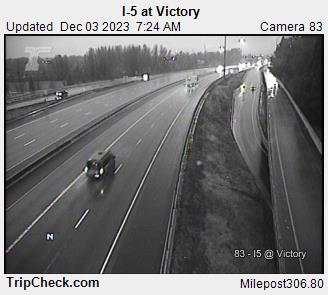 I-5 at Victory
Updated Dec 03 2023 7:24 AM Camera 83
T
N
83 - I5 @ Victory
TripCheck.com Milepost306.80